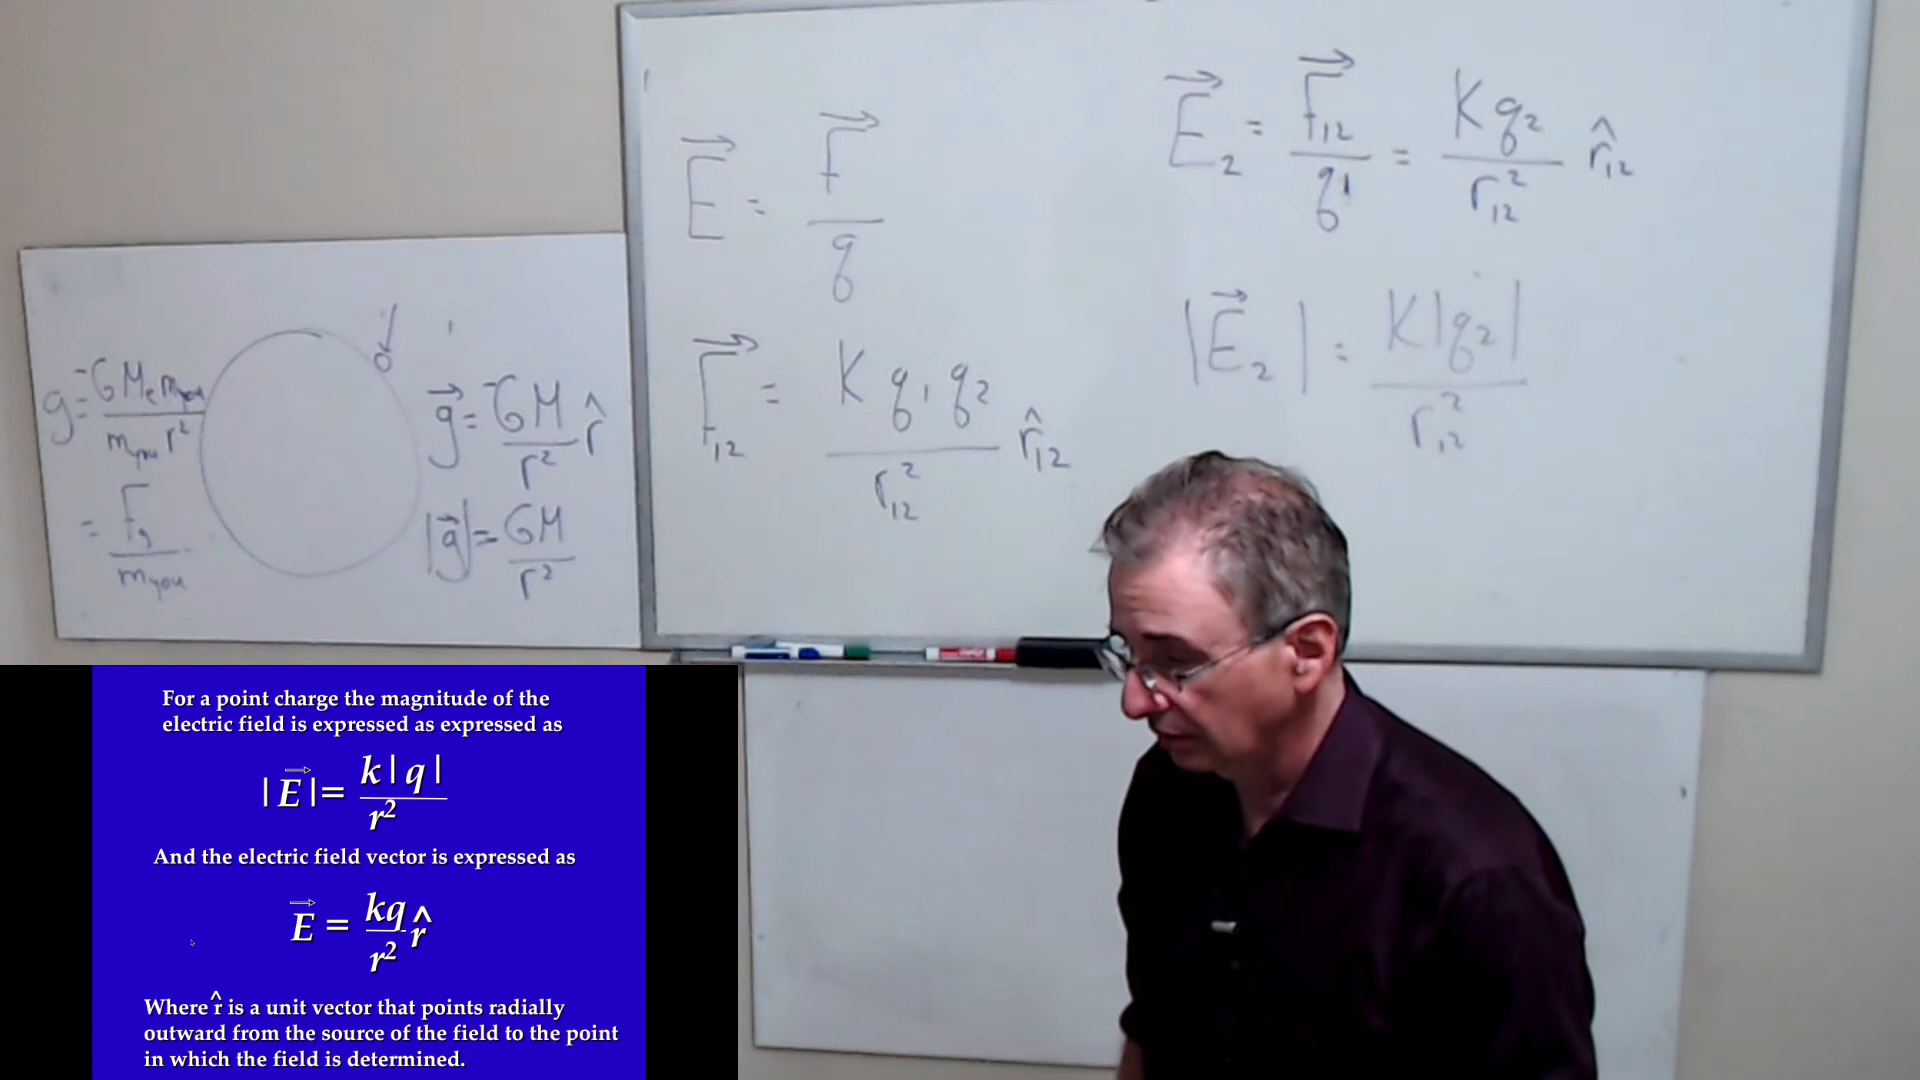 g = -GMₑm_you / m_you r²
= F_g / m_you
g⃗ = -GM / r² r̂
|g⃗| = GM / r²
E⃗ = F⃗ / q
F⃗₁₂ = K q₁ q₂ / r₁₂² r̂₁₂
E⃗₂ = F⃗₁₂ / q₁ = K q₂ / r₁₂² r̂₁₂
|E⃗₂| = K|q₂| / r₁₂²
For a point charge the magnitude of the
electric field is expressed as expressed as
|E⃗| = k|q| / r²
And the electric field vector is expressed as
E⃗ = kq / r² r̂
Where r̂ is a unit vector that points radially
outward from the source of the field to the point
in which the field is determined.